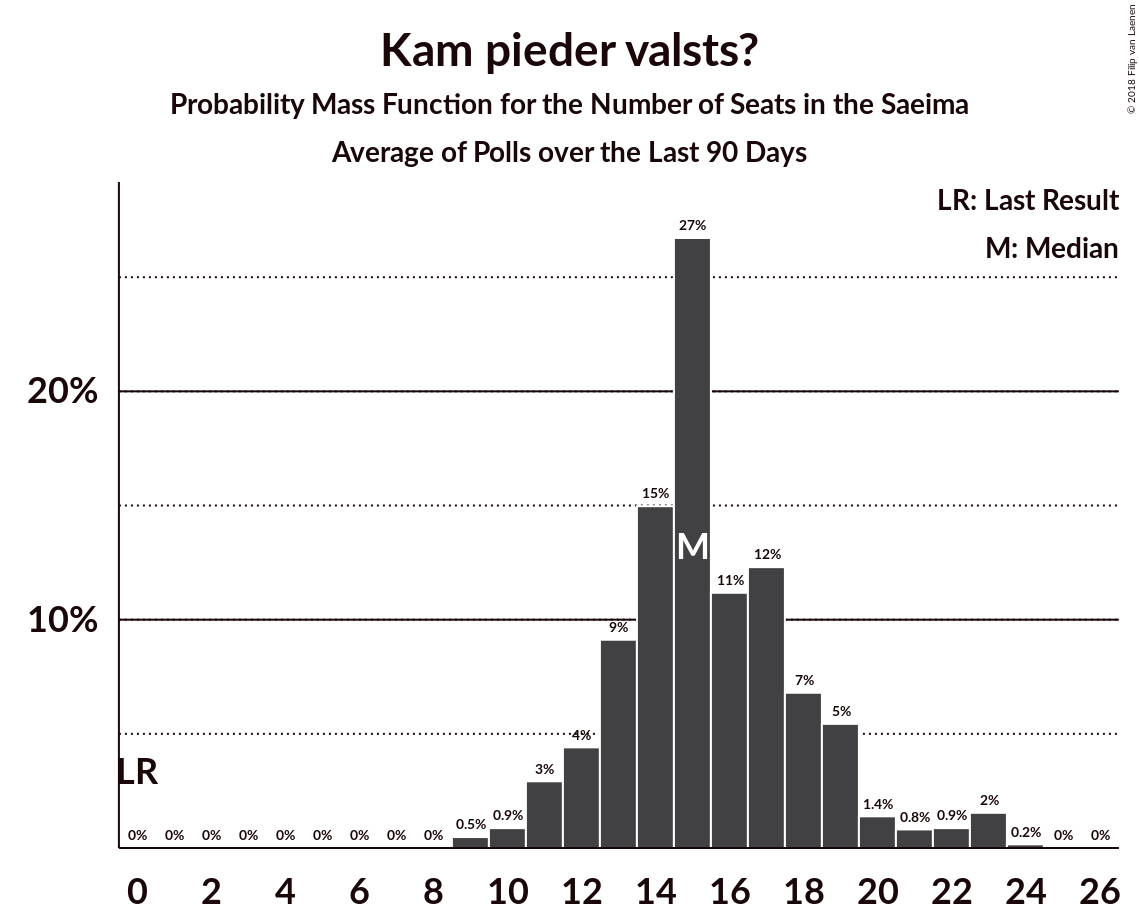 Kam pieder valsts?
Probability Mass Function for the Number of Seats in the Saeima
Average of Polls over the Last 90 Days
© 2018 Filip van Laenen
LR: Last Result
M: Median
20%
10%
27%
15%
M
12%
11%
9%
7%
5%
4%
3%
LR
0% 0% 0% 0% 0% 0% 0% 0% 0% 0.5% 0.9% 1.4% 0.8% 0.9% 2% 0.2% 0% 0%
0 2 4 6 8 10 12 14 16 18 20 22 24 26